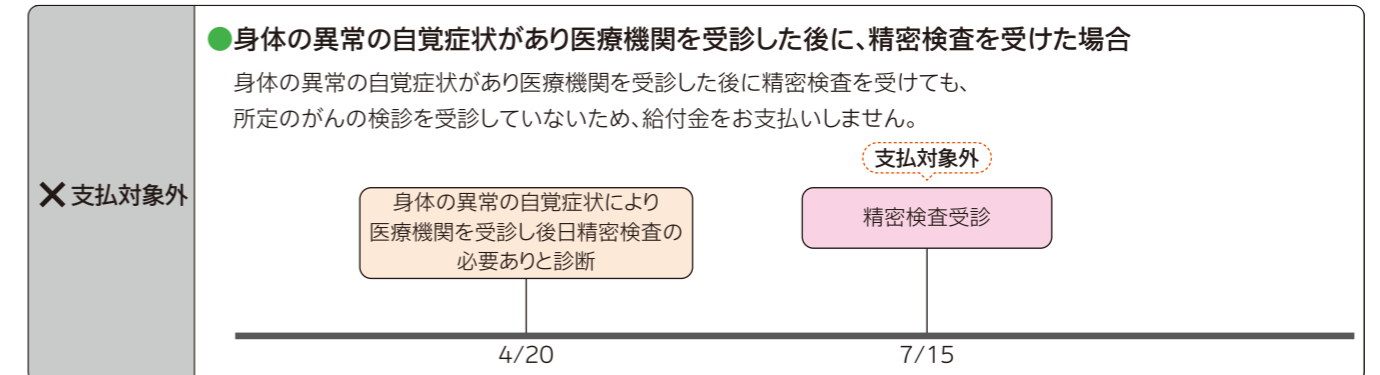 ●身体の異常の自覚症状があり医療機関を受診した後に、精密検査を受けた場合
身体の異常の自覚症状があり医療機関を受診した後に精密検査を受けても、
所定のがんの検診を受診していないため、給付金をお支払いしません。
✕支払対象外
支払対象外
身体の異常の自覚症状により
医療機関を受診し後日精密検査の
必要ありと診断
精密検査受診
4/20
7/15